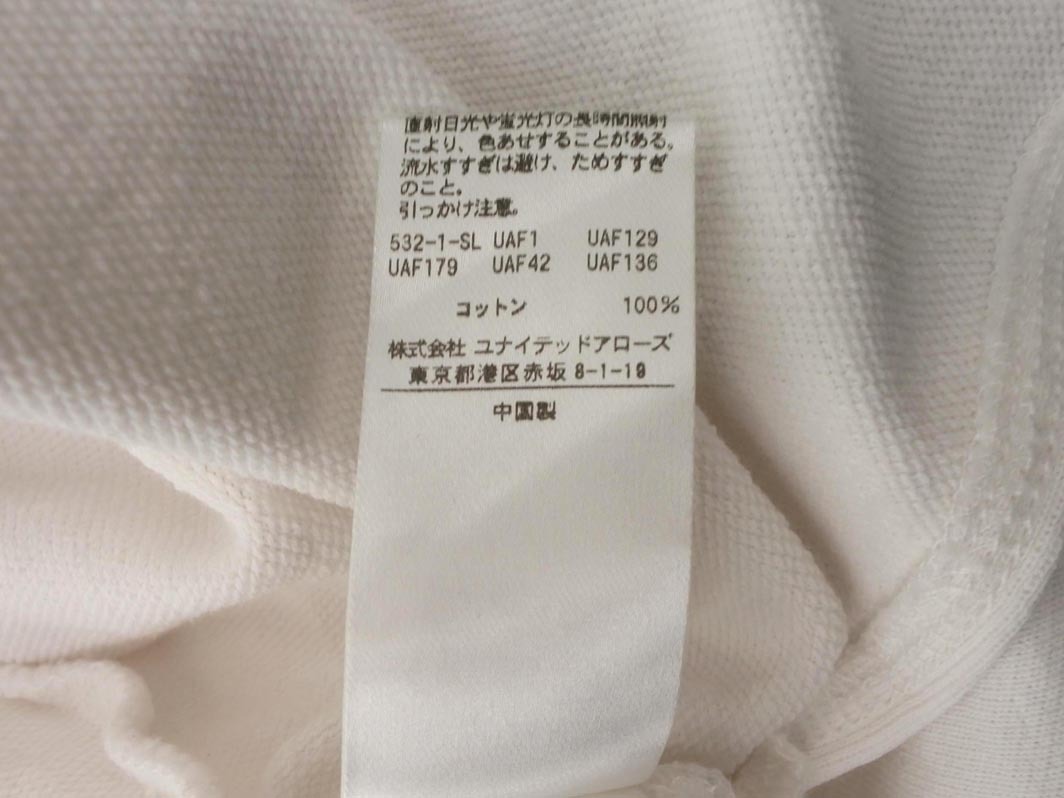 直射日光や蛍光灯の長時間照射
により、色あせすることがある。
流水すすぎは避け、ためすすぎ
のこと。
引っかけ注意。
532-1-SL UAF1 UAF129
UAF179 UAF42 UAF136
コットン 100%
株式会社 ユナイテッドアローズ
東京都港区赤坂 8-1-19
中国製